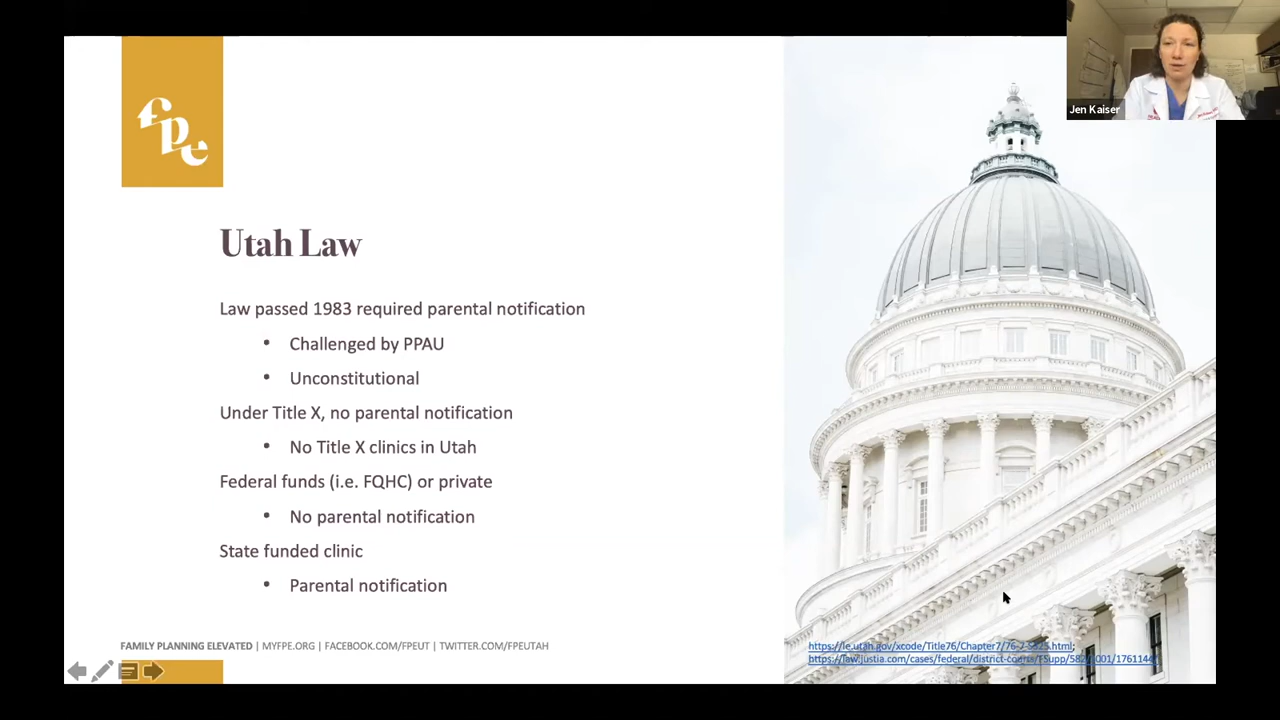 fpe
Jen Kaiser
Utah Law
Law passed 1983 required parental notification
• Challenged by PPAU
• Unconstitutional
Under Title X, no parental notification
• No Title X clinics in Utah
Federal funds (i.e. FQHC) or private
• No parental notification
State funded clinic
• Parental notification
FAMILY PLANNING ELEVATED | MYFPE.ORG | FACEBOOK.COM/FPEUT | TWITTER.COM/FPEUTAH